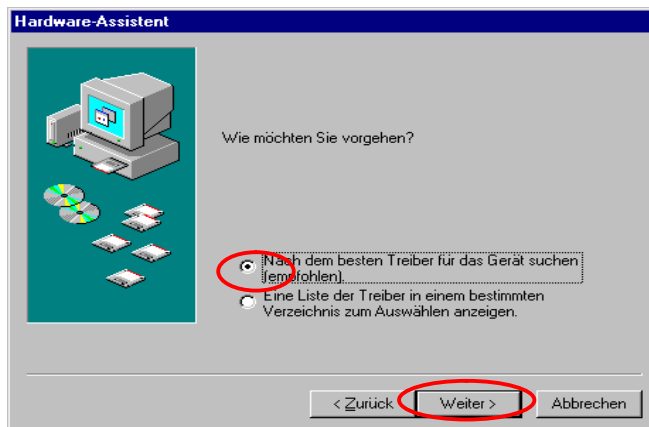 Hardware-Assistent
Wie möchten Sie vorgehen?
Nach dem besten Treiber für das Gerät suchen
(empfohlen).
Eine Liste der Treiber in einem bestimmten
Verzeichnis zum Auswählen anzeigen.
< Zurück
Weiter >
Abbrechen